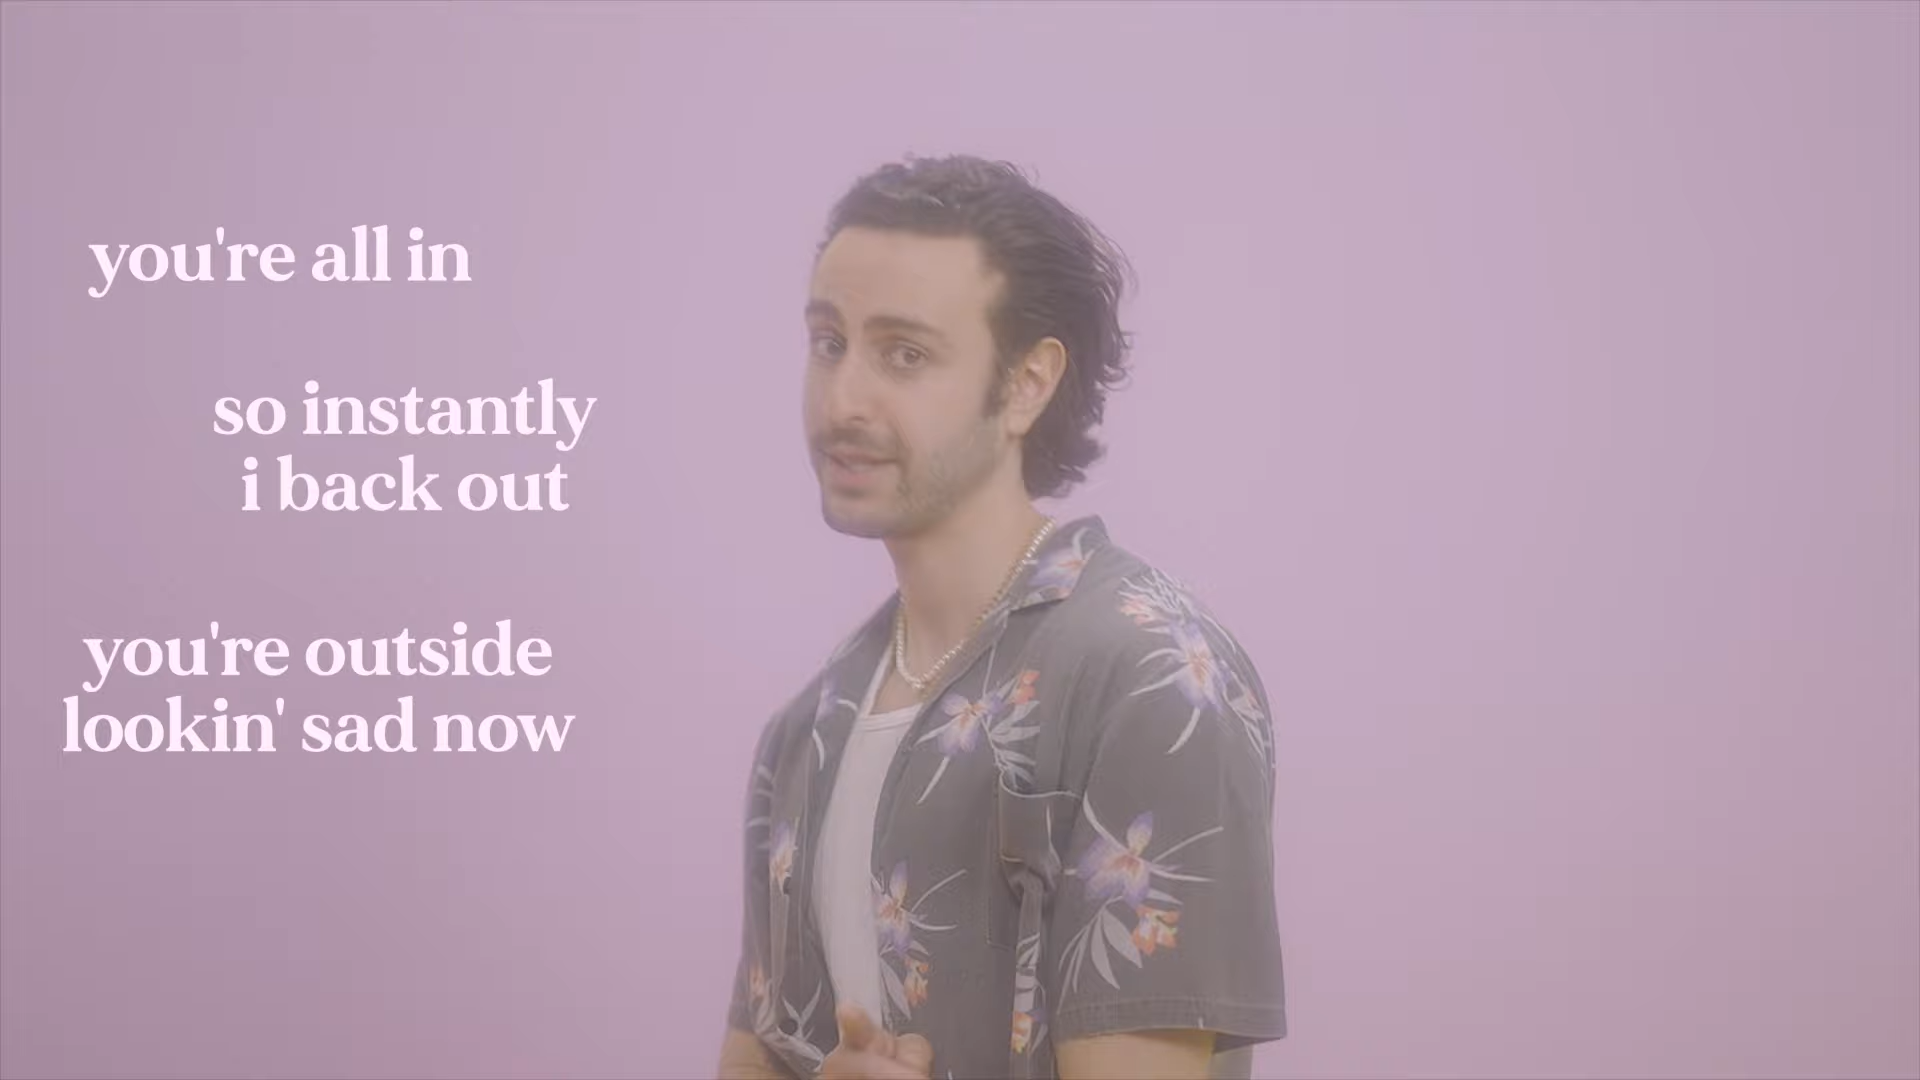 you're all in
so instantly
i back out
you're outside
lookin' sad now